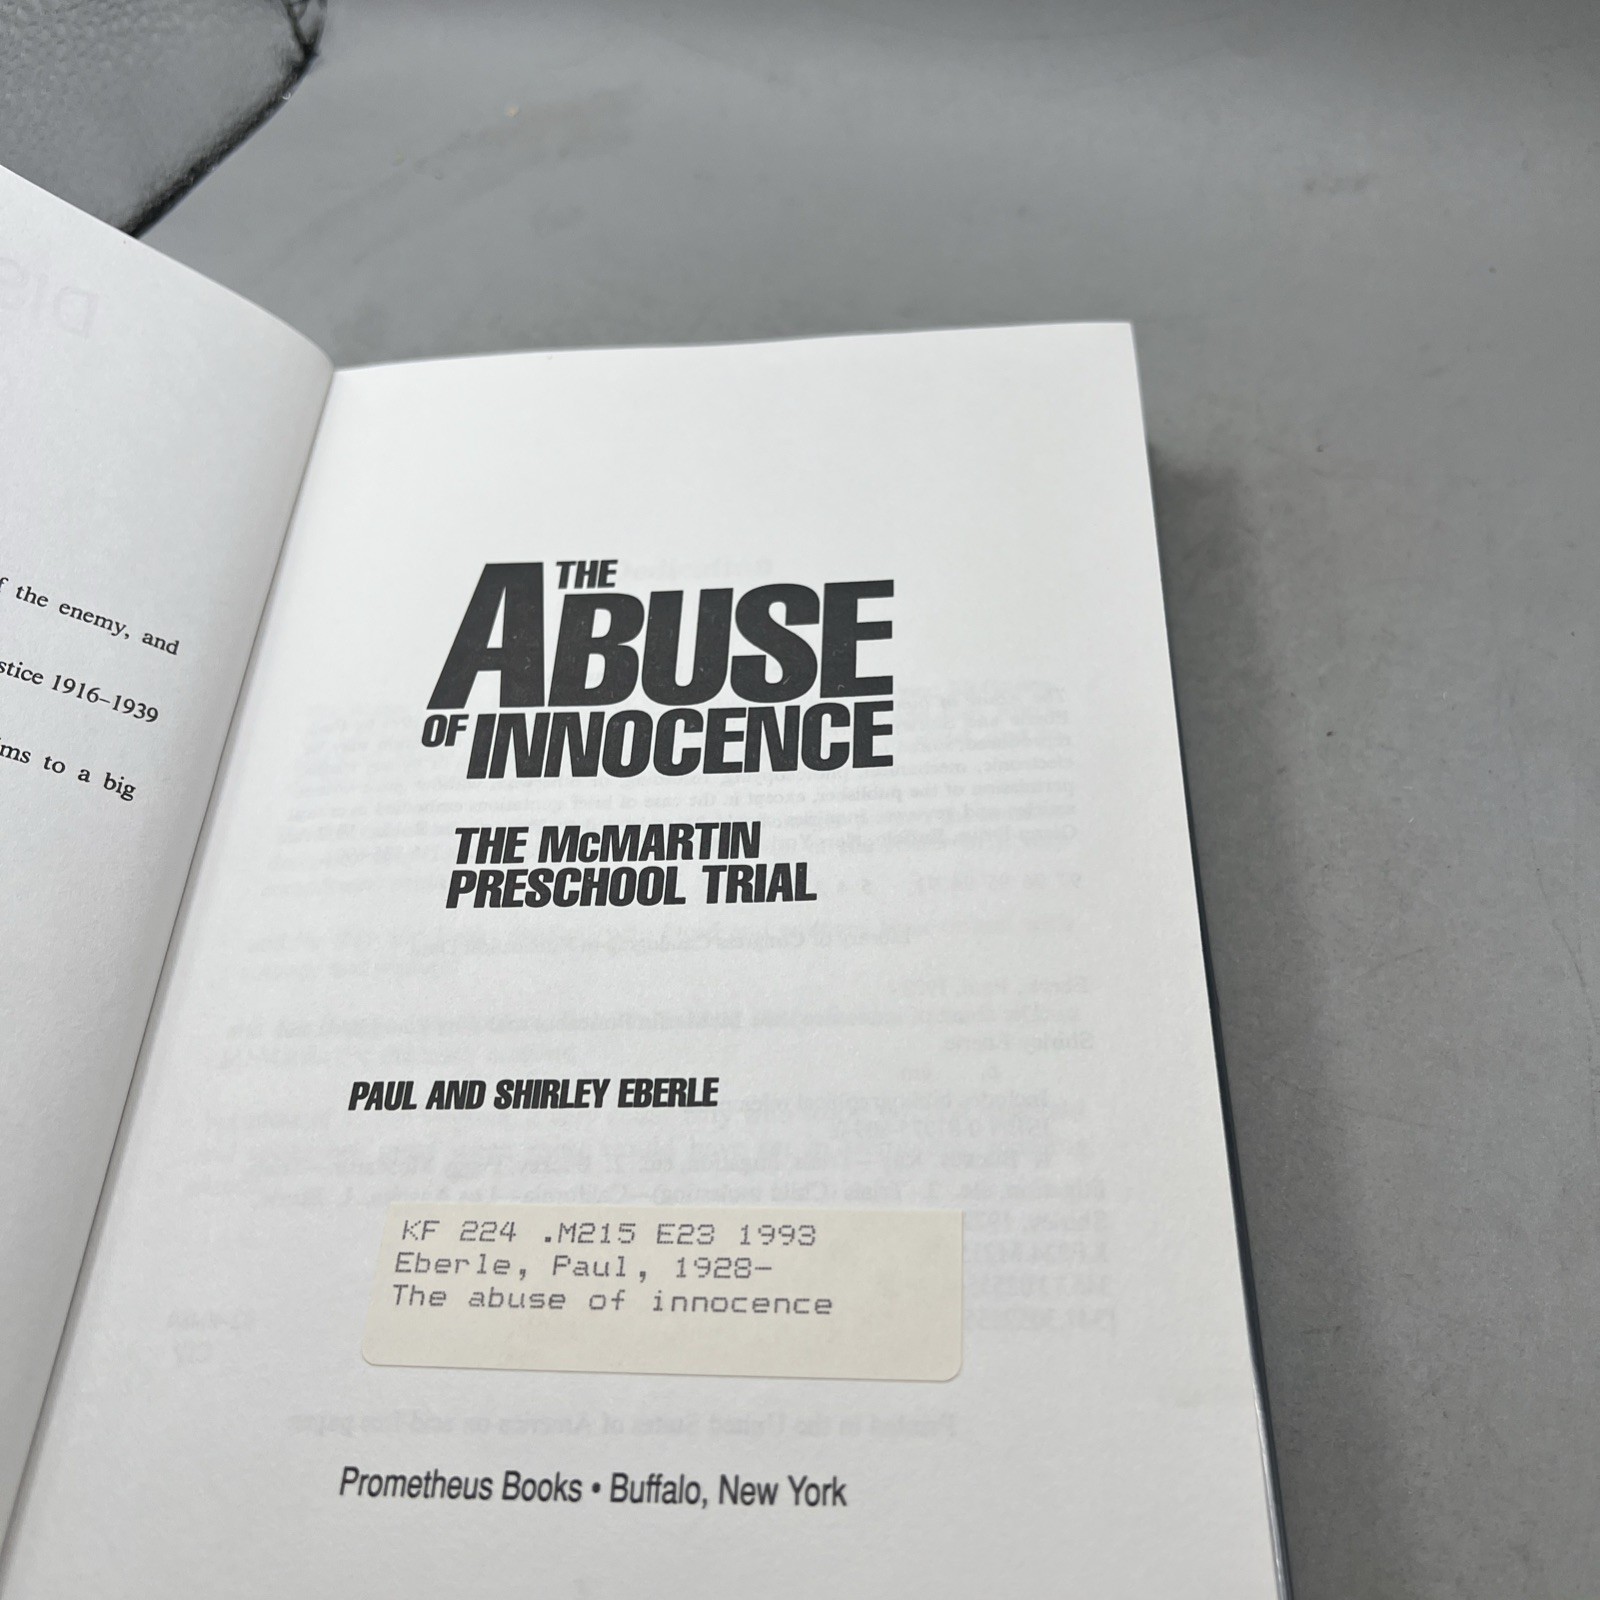 the enemy, and
stice 1916–1939
ms to a big
THE
ABUSE
OF INNOCENCE
THE McMARTIN
PRESCHOOL TRIAL
PAUL AND SHIRLEY EBERLE
KF 224 .M215 E23 1993
Eberle, Paul, 1928-
The abuse of innocence
Prometheus Books • Buffalo, New York